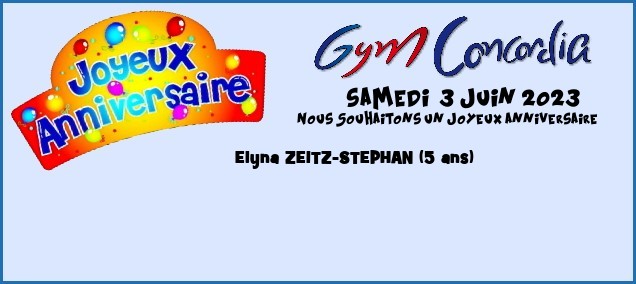 Joyeux
Anniversaire
Gym Concordia
SAMEDI 3 JUIN 2023
NOUS SOUHAITONS UN JOYEUX ANNIVERSAIRE
Elyna ZEITZ-STEPHAN (5 ans)